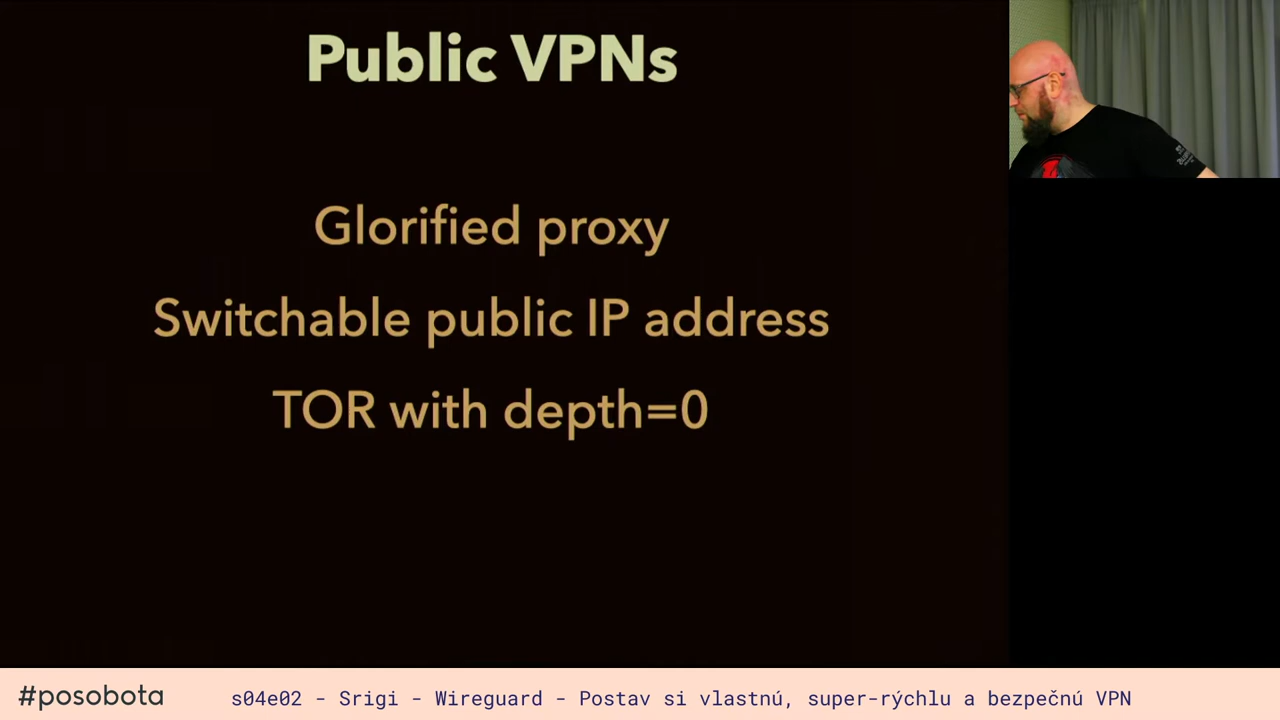 Public VPNs
Glorified proxy
Switchable public IP address
TOR with depth=0
#posobota
s04e02 - Srigi - Wireguard - Postav si vlastnú, super-rýchlu a bezpečnú VPN